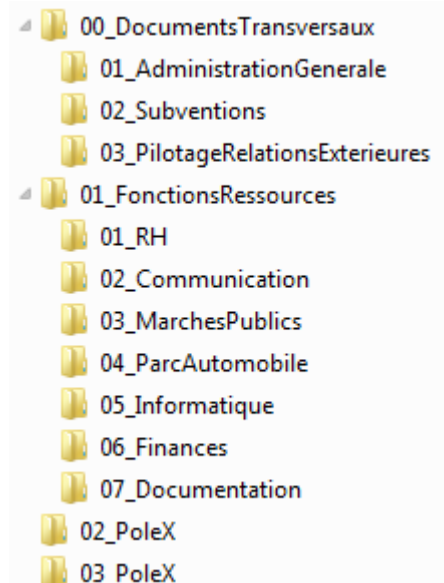 00_DocumentsTransversaux
01_AdministrationGenerale
02_Subventions
03_PilotageRelationsExterieures
01_FonctionsRessources
01_RH
02_Communication
03_MarchesPublics
04_ParcAutomobile
05_Informatique
06_Finances
07_Documentation
02_PoleX
03_PoleX